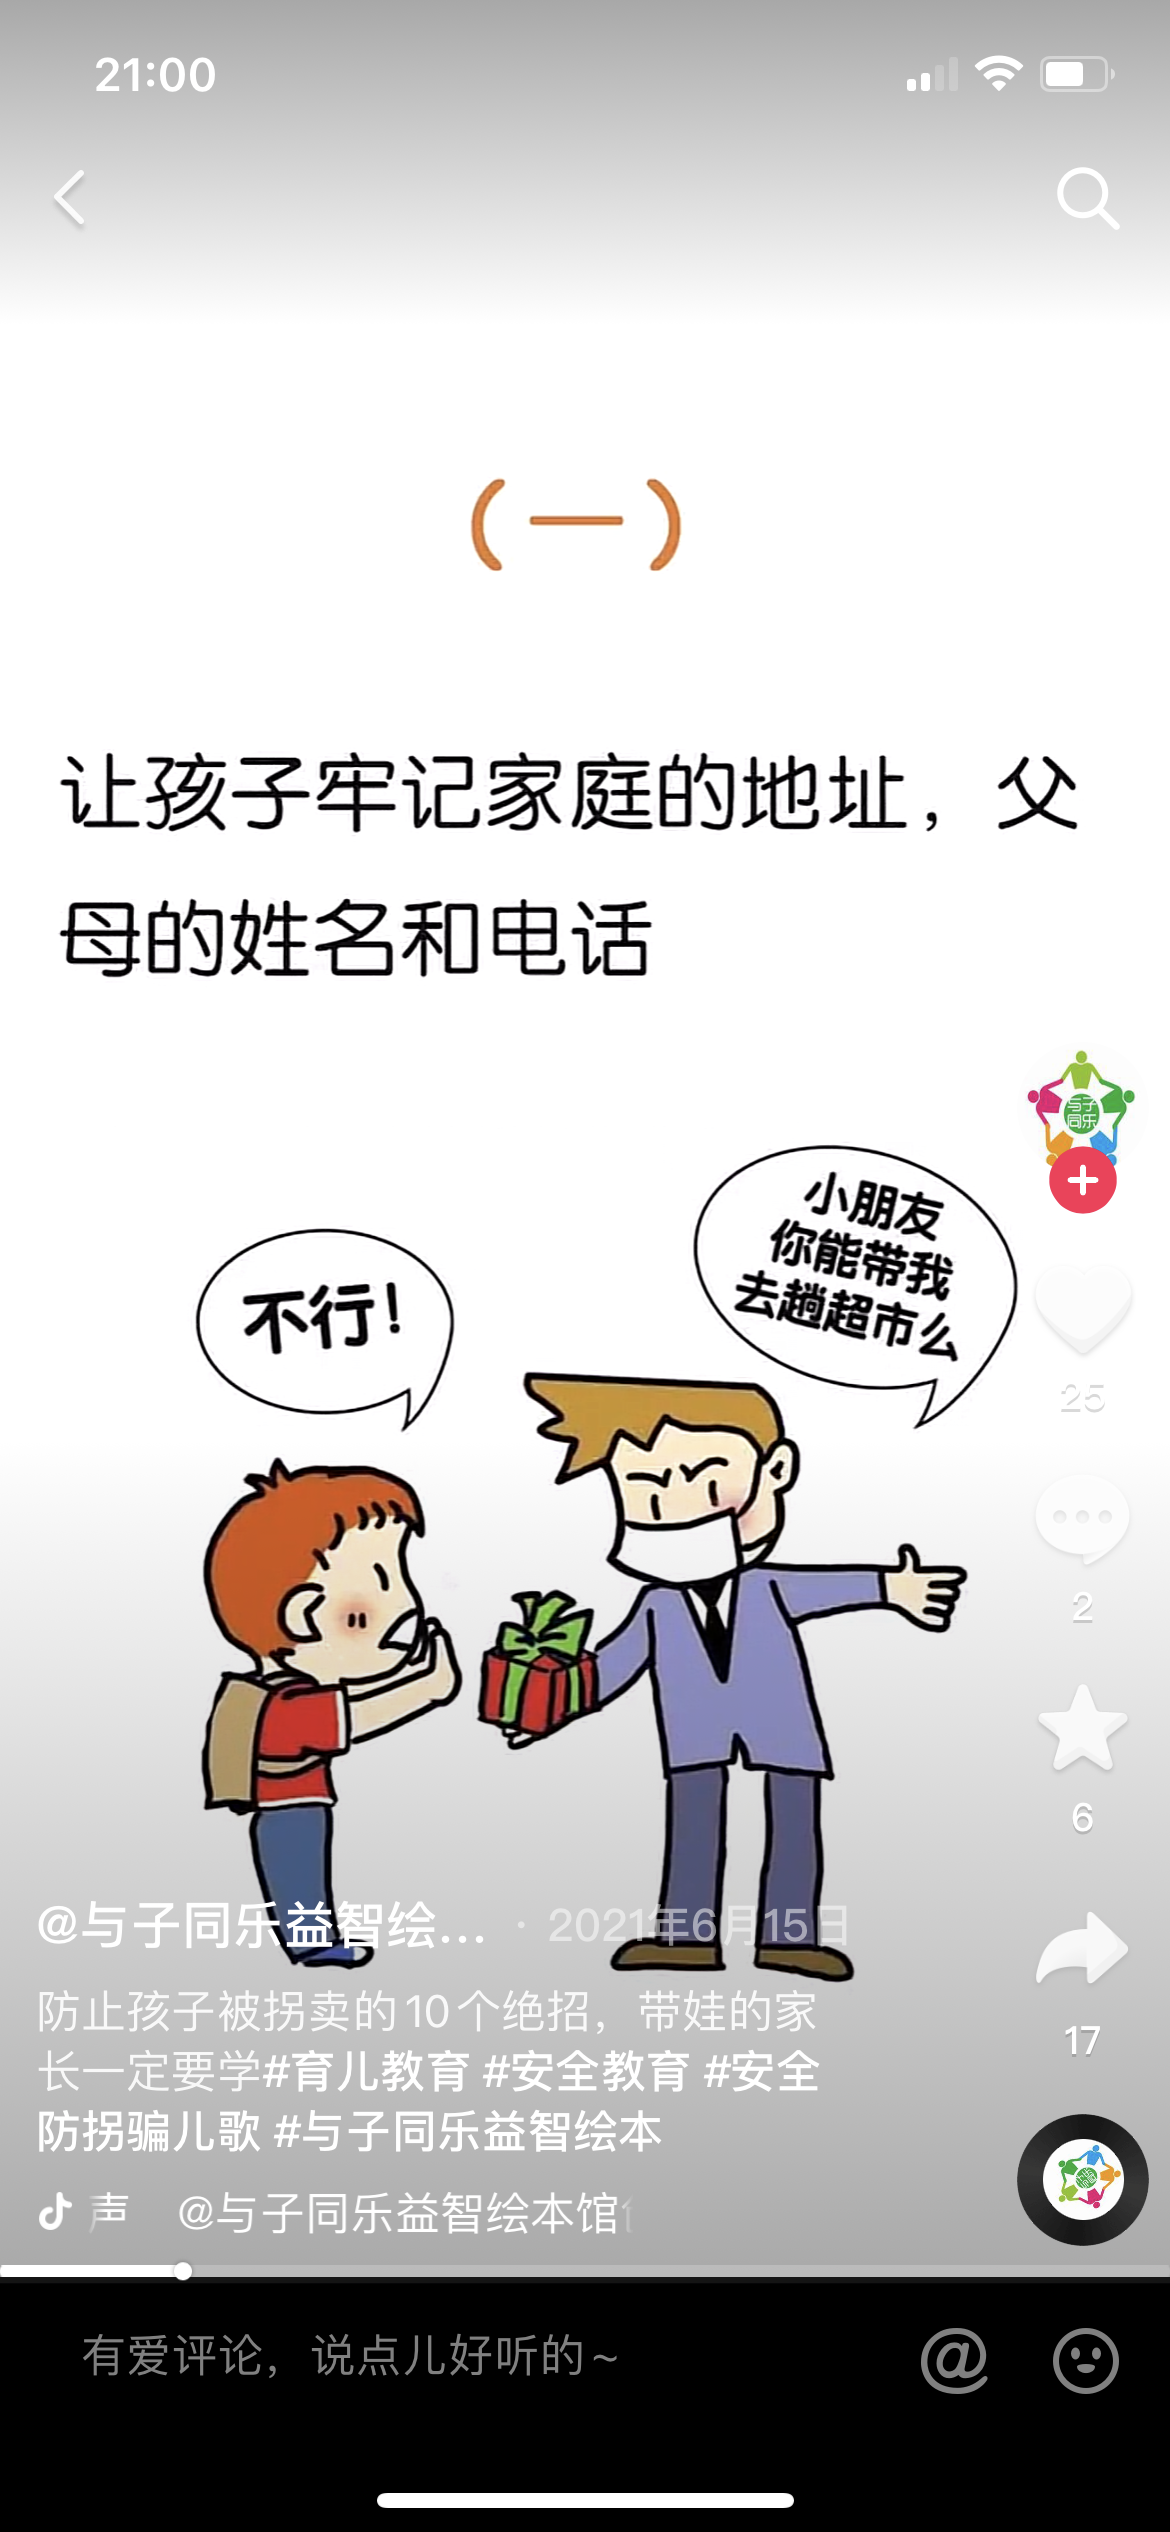 21:00
（一）
让孩子牢记家庭的地址，父
母的姓名和电话
与子
同乐
小朋友
你能带我
去趟超市么
不行！
25
2
6
17
@与子同乐益智绘... · 2021年6月15日
防止孩子被拐卖的10个绝招，带娃的家
长一定要学#育儿教育 #安全教育 #安全
防拐骗儿歌 #与子同乐益智绘本
声 @与子同乐益智绘本馆
有爱评论，说点儿好听的~